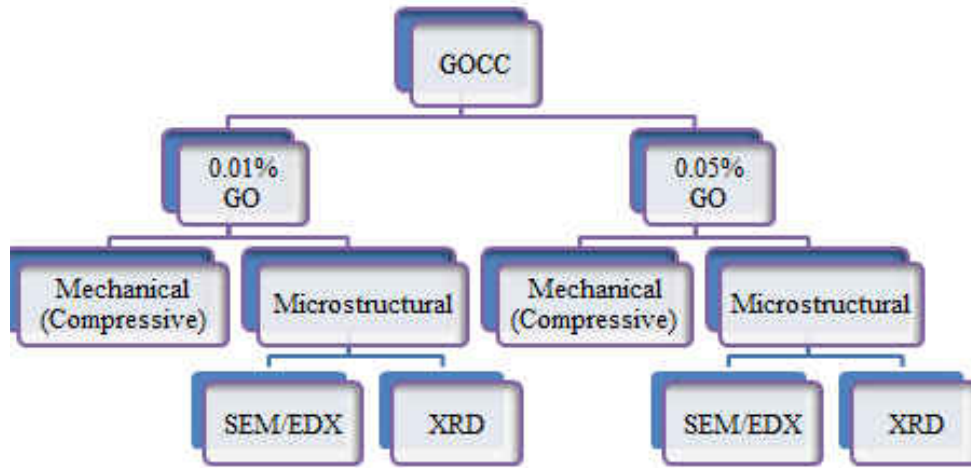 GOCC
0.01%
GO
0.05%
GO
Mechanical
(Compressive)
Microstructural
Mechanical
(Compressive)
Microstructural
SEM/EDX
XRD
SEM/EDX
XRD